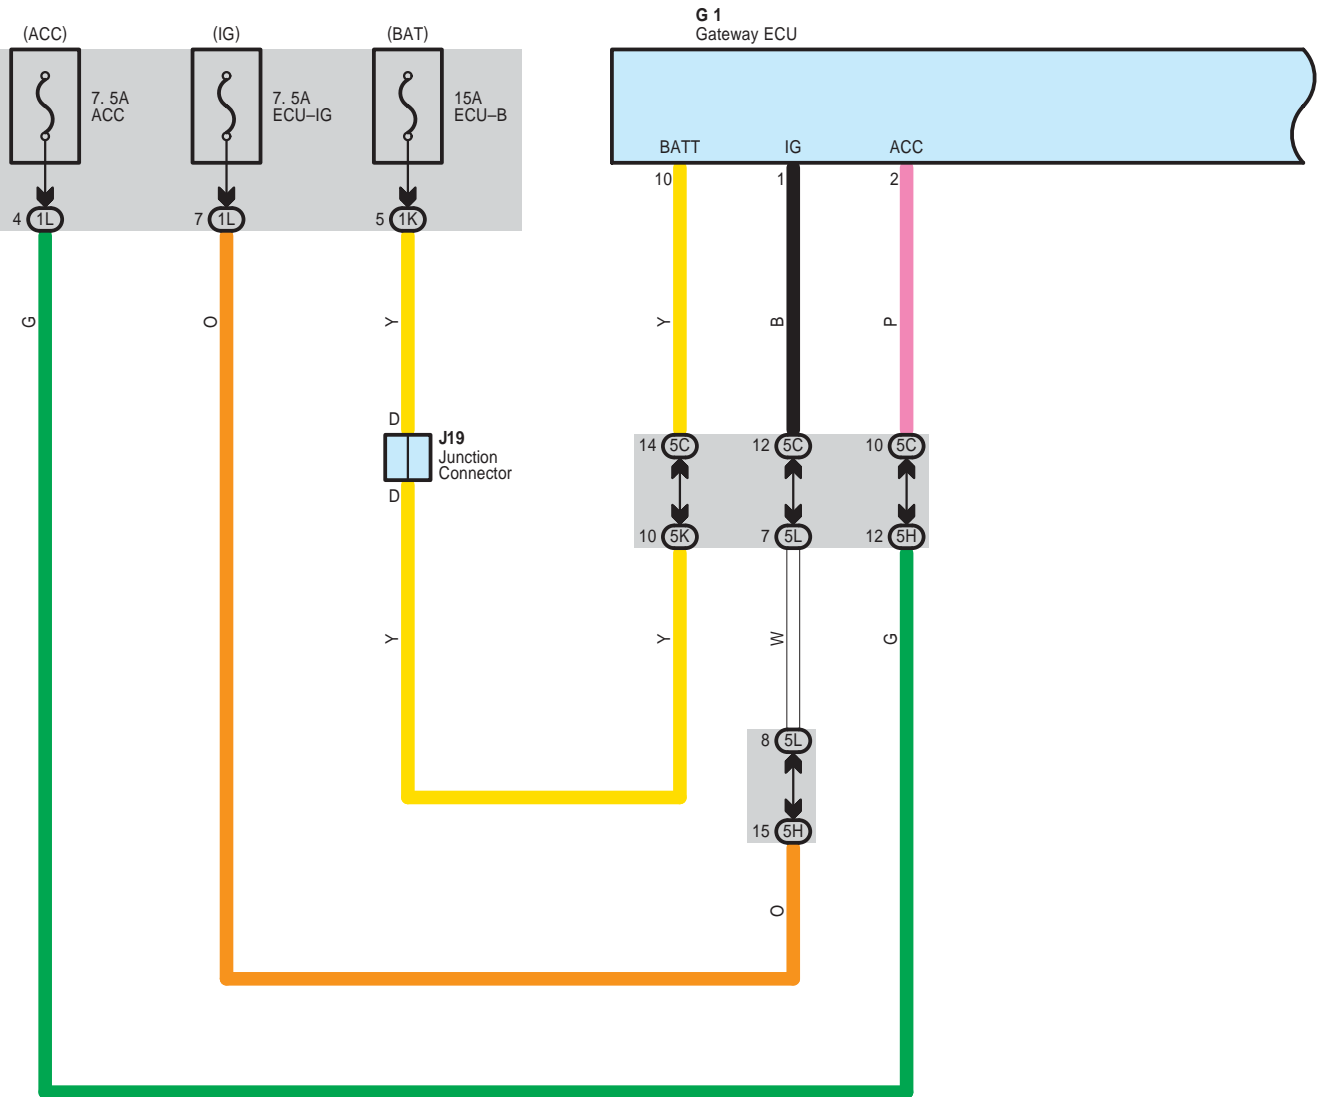 G 1
Gateway ECU
(ACC)
(IG)
(BAT)
7. 5A
ACC
7. 5A
ECU–IG
15A
ECU–B
BATT
IG
ACC
10
1
2
4
1L
7
1L
5
1K
G
O
Y
Y
B
P
D
J19
Junction
Connector
D
14
5C
12
5C
10
5C
10
5K
7
5L
12
5H
Y
Y
W
G
8
5L
15
5H
O